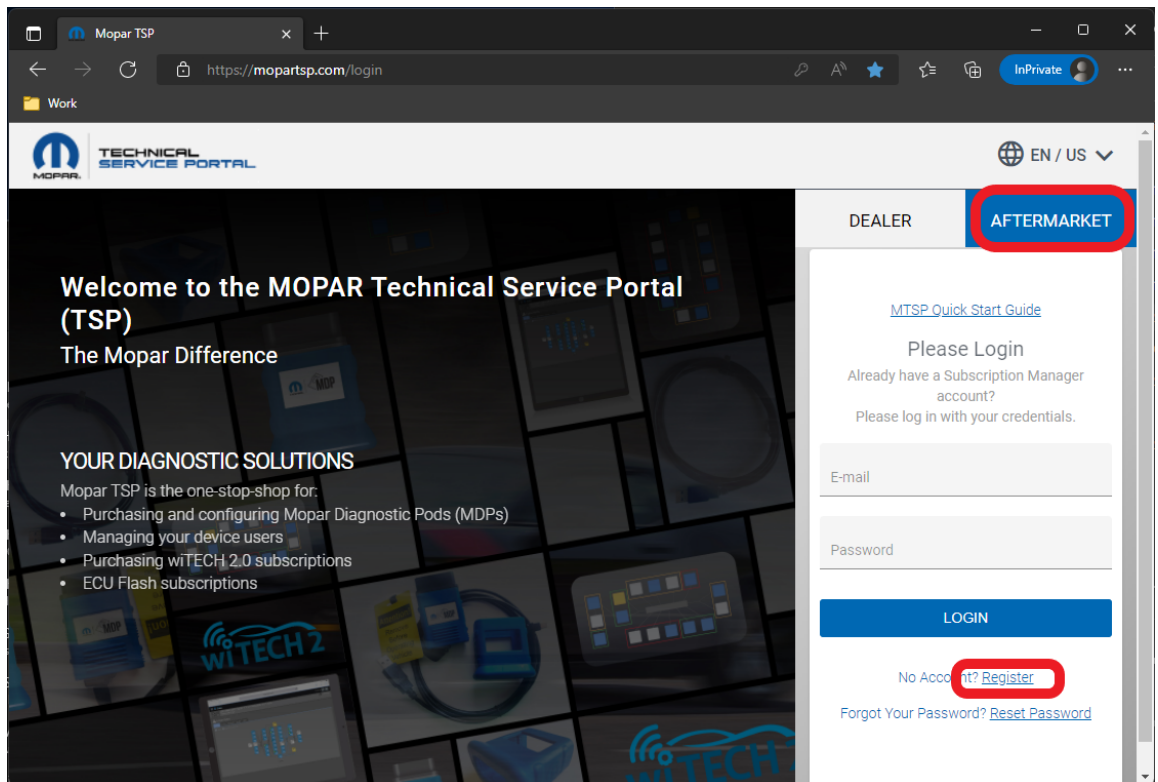 Mopar TSP
https://mopartsp.com/login
InPrivate
Work
MOPAR.
TECHNICAL
SERVICE PORTAL
EN / US
DEALER
AFTERMARKET
Welcome to the MOPAR Technical Service Portal
(TSP)
The Mopar Difference
YOUR DIAGNOSTIC SOLUTIONS
Mopar TSP is the one-stop-shop for:
• Purchasing and configuring Mopar Diagnostic Pods (MDPs)
• Managing your device users
• Purchasing wiTECH 2.0 subscriptions
• ECU Flash subscriptions
MDP
MDP
wiTECH 2
wiTECH 2
MTSP Quick Start Guide
Please Login
Already have a Subscription Manager
account?
Please log in with your credentials.
E-mail
Password
LOGIN
No Account? Register
Forgot Your Password? Reset Password